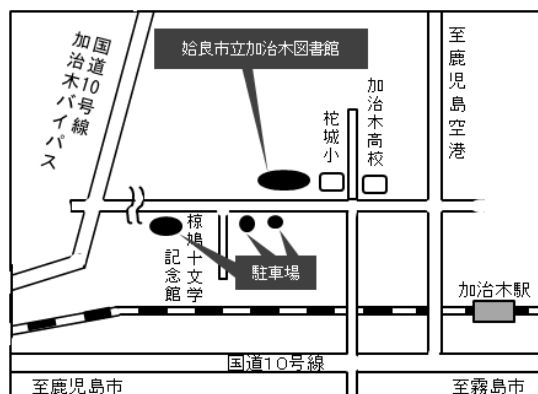 国道10号線
加治木バイパス
姶良市立加治木図書館
柁城小
加治木高校
至鹿児島空港
椋鳩十文学
記念館
駐車場
加治木駅
国道10号線
至鹿児島市
至霧島市